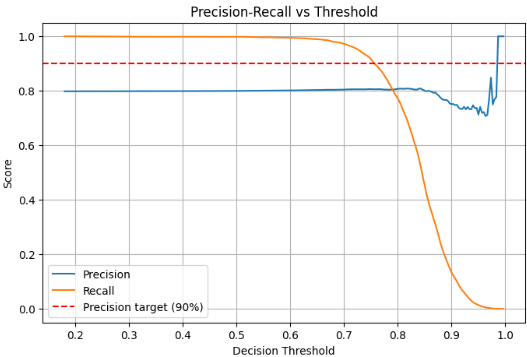 Precision-Recall vs Threshold
1.0
0.8
0.6
0.4
0.2
0.0
Score
Precision
Recall
Precision target (90%)
0.2 0.3 0.4 0.5 0.6 0.7 0.8 0.9 1.0
Decision Threshold